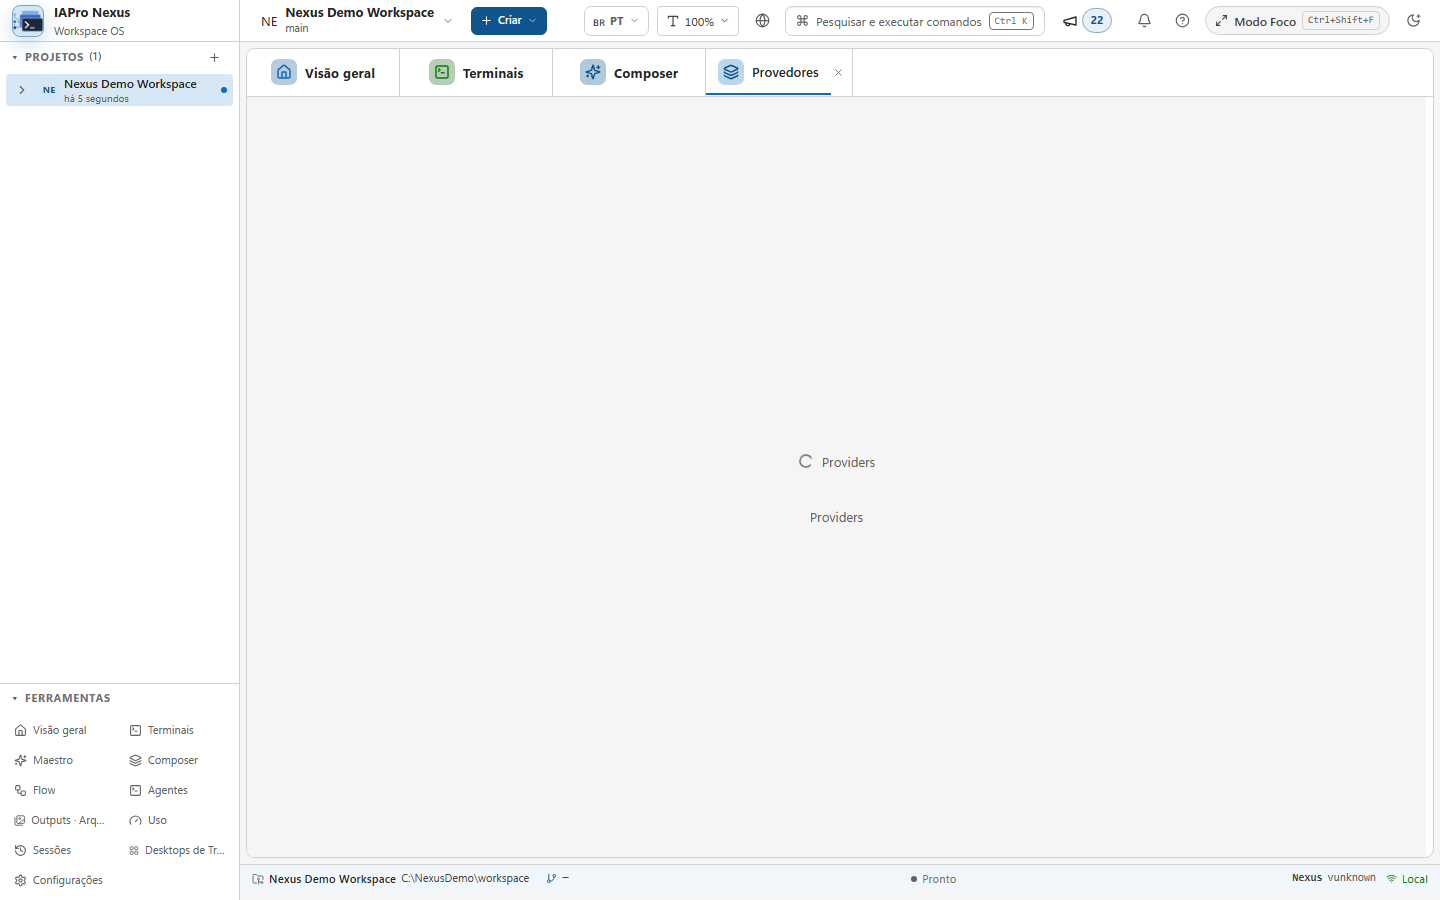 IAPro Nexus
Workspace OS
NE
Nexus Demo Workspace
main
Criar
BR PT
100%
Pesquisar e executar comandos
Ctrl K
22
Modo Foco
Ctrl+Shift+F
PROJETOS (1)
NE
Nexus Demo Workspace
há 5 segundos
Visão geral
Terminais
Composer
Provedores
Providers
Providers
FERRAMENTAS
Visão geral
Terminais
Maestro
Composer
Flow
Agentes
Outputs · Arq...
Uso
Sessões
Desktops de Tr...
Configurações
Nexus Demo Workspace C:\NexusDemo\workspace
—
Pronto
Nexus vunknown
Local